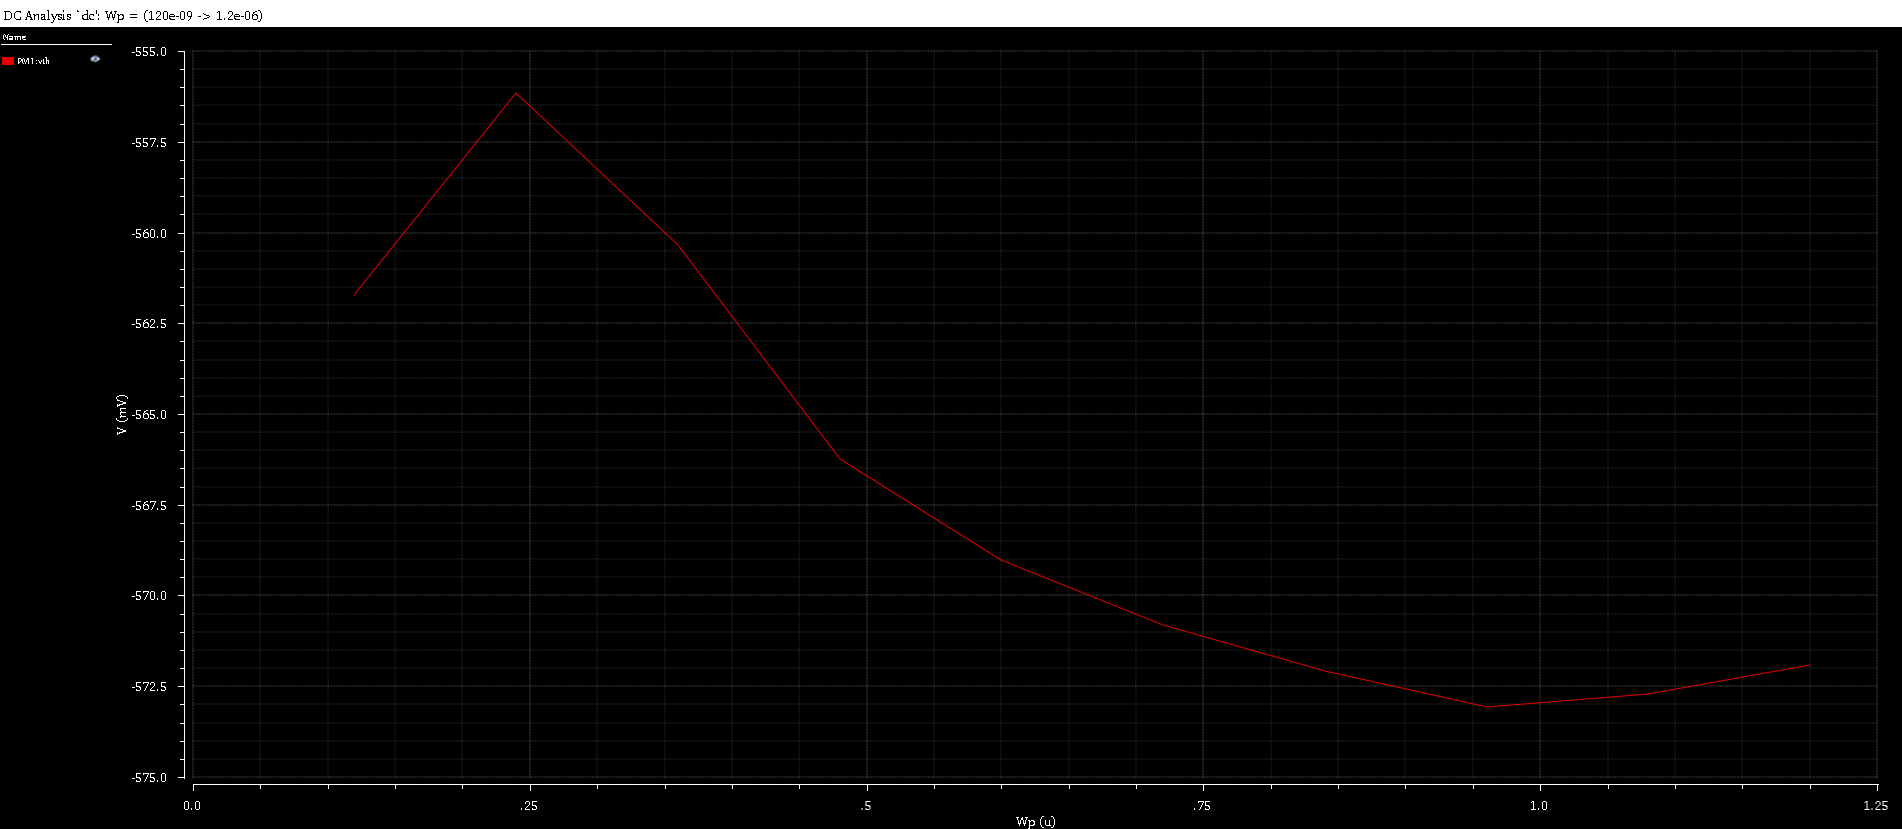 DC Analysis `dc': Wp = (120e-09 -> 1.2e-06)
Name
PM1:vth
-555.0
-557.5
-560.0
-562.5
-565.0
-567.5
-570.0
-572.5
-575.0
V (mV)
0.0 .25 .5 .75 1.0 1.25
Wp (u)